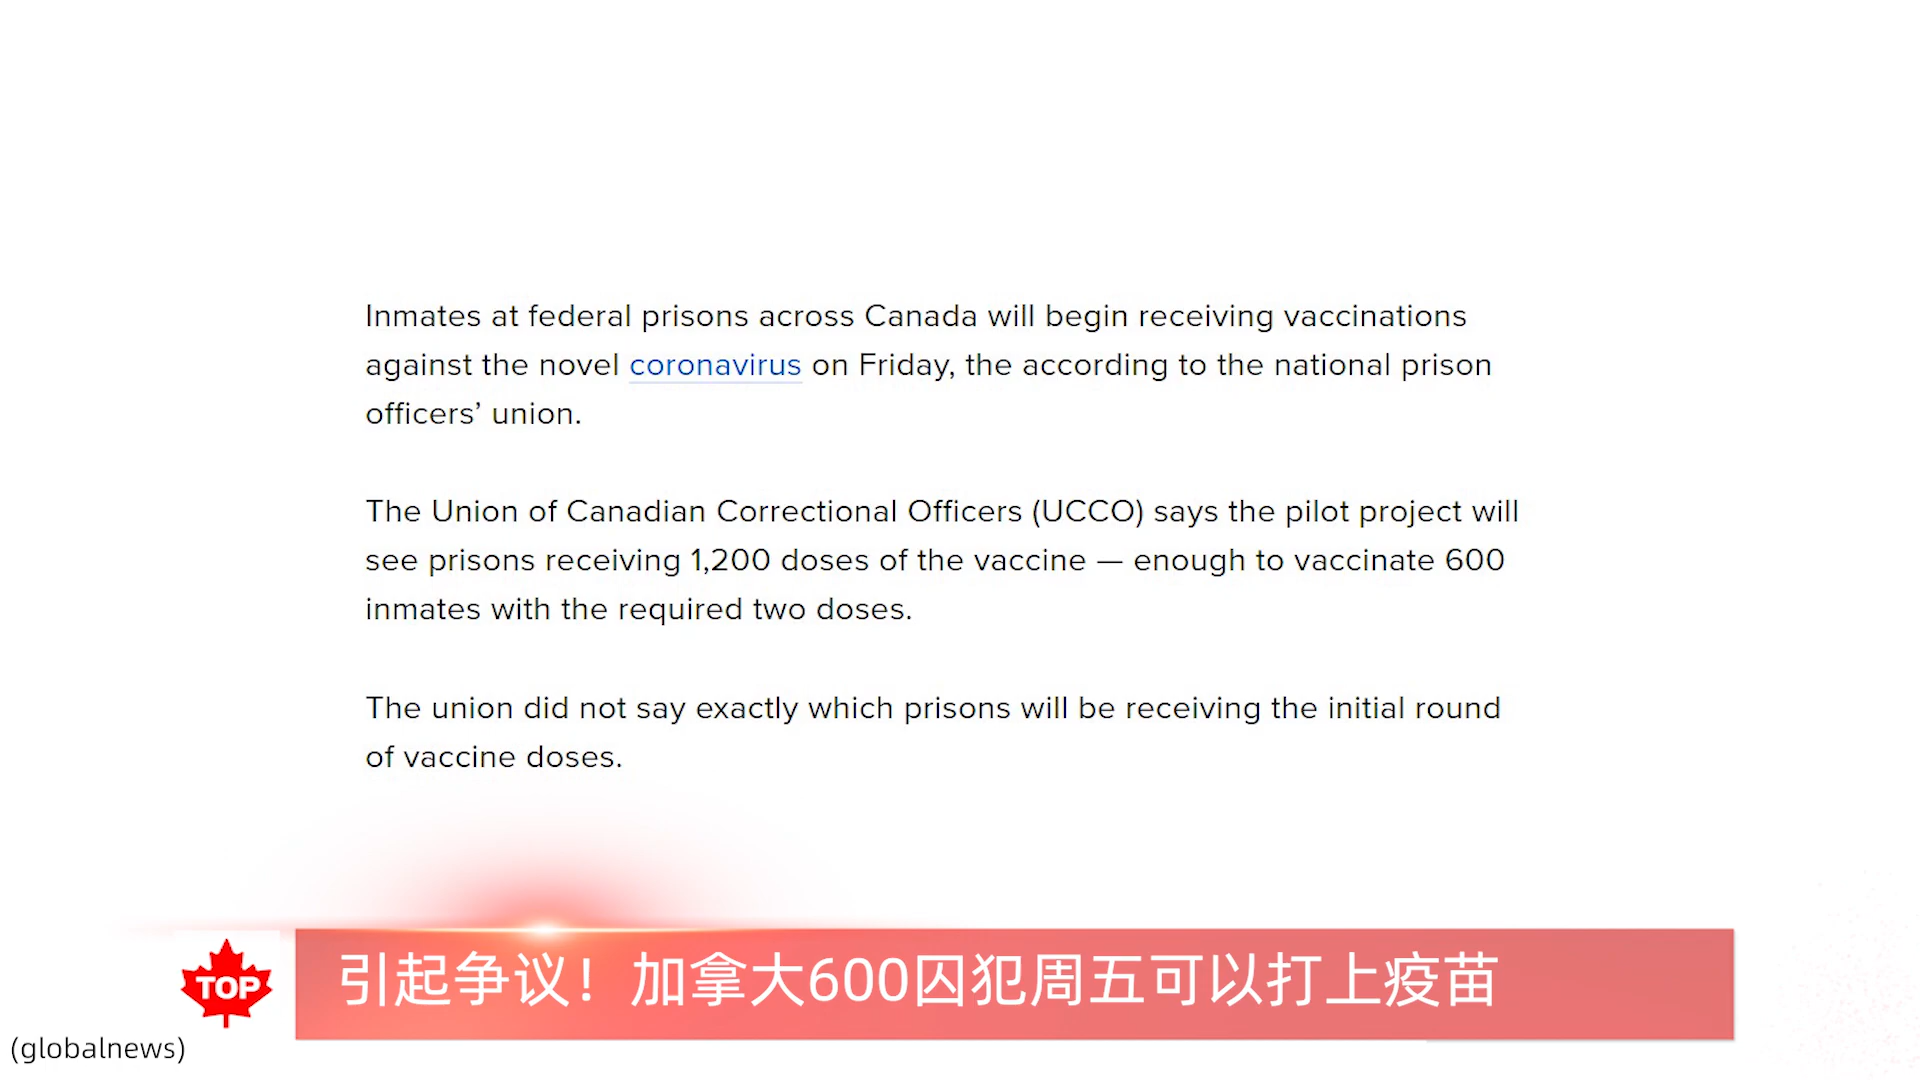 Inmates at federal prisons across Canada will begin receiving vaccinations
against the novel coronavirus on Friday, the according to the national prison
officers’ union.
The Union of Canadian Correctional Officers (UCCO) says the pilot project will
see prisons receiving 1,200 doses of the vaccine — enough to vaccinate 600
inmates with the required two doses.
The union did not say exactly which prisons will be receiving the initial round
of vaccine doses.
TOP
引起争议！加拿大600囚犯周五可以打上疫苗
(globalnews)